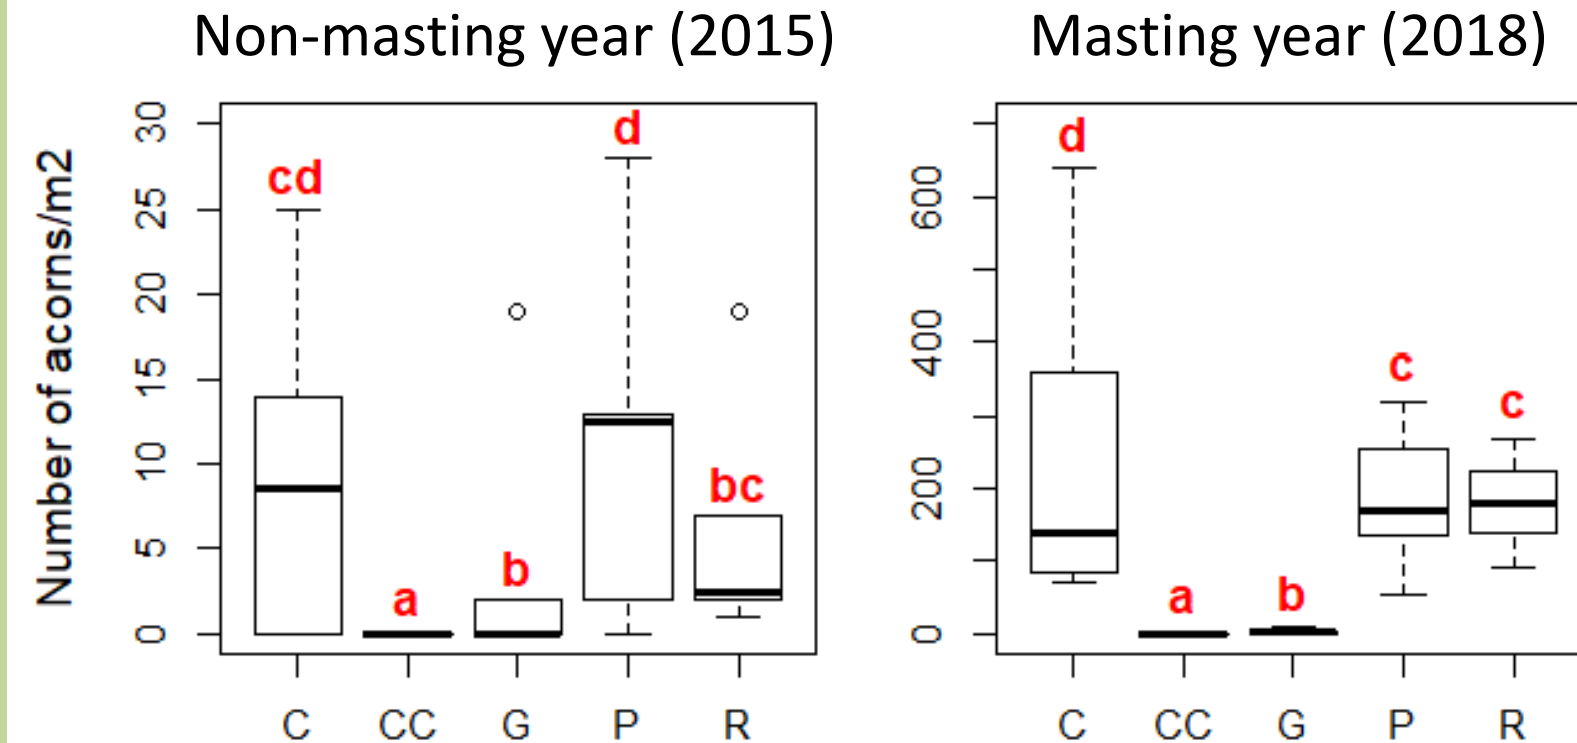 Non-masting year (2015)
Masting year (2018)
Number of acorns/m2
30
25
20
15
10
5
0
cd
a
b
d
bc
C CC G P R
600
400
200
0
d
a
b
c
c
C CC G P R